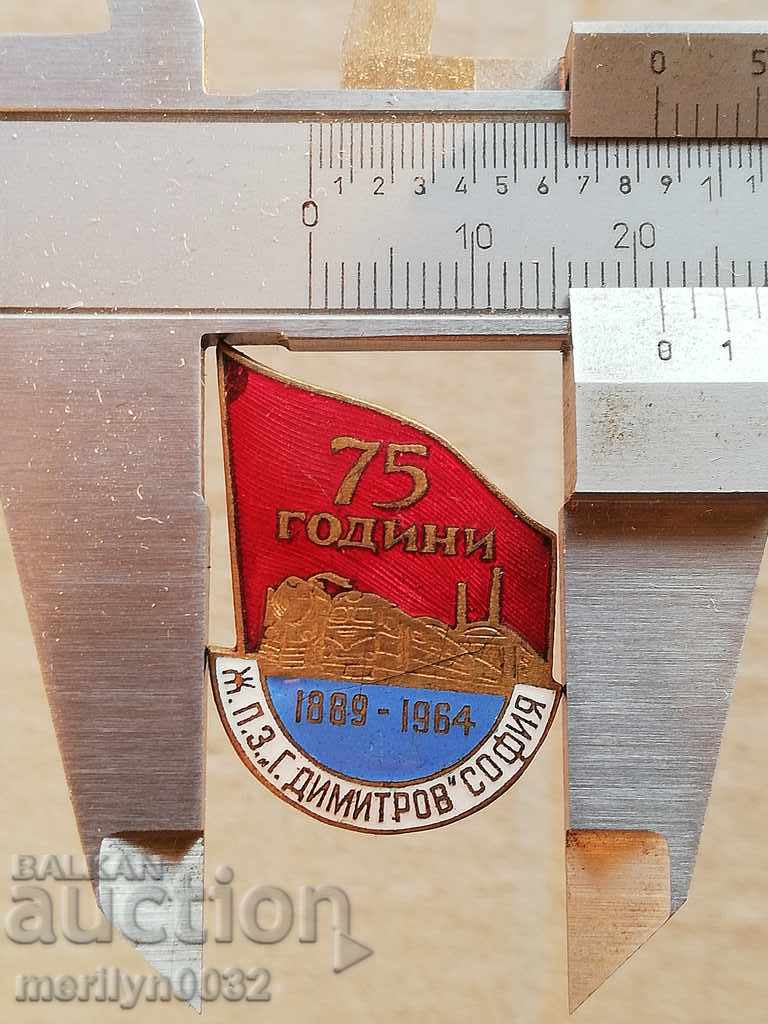 0 5
1 2 3 4 5 6 7 8 9 1 1
0 10 20
0 1
75
ГОДИНИ
1889-1964
Ж.П.З. „Г. ДИМИТРОВ" СОФИЯ
BALKAN
auction
merilyn0032